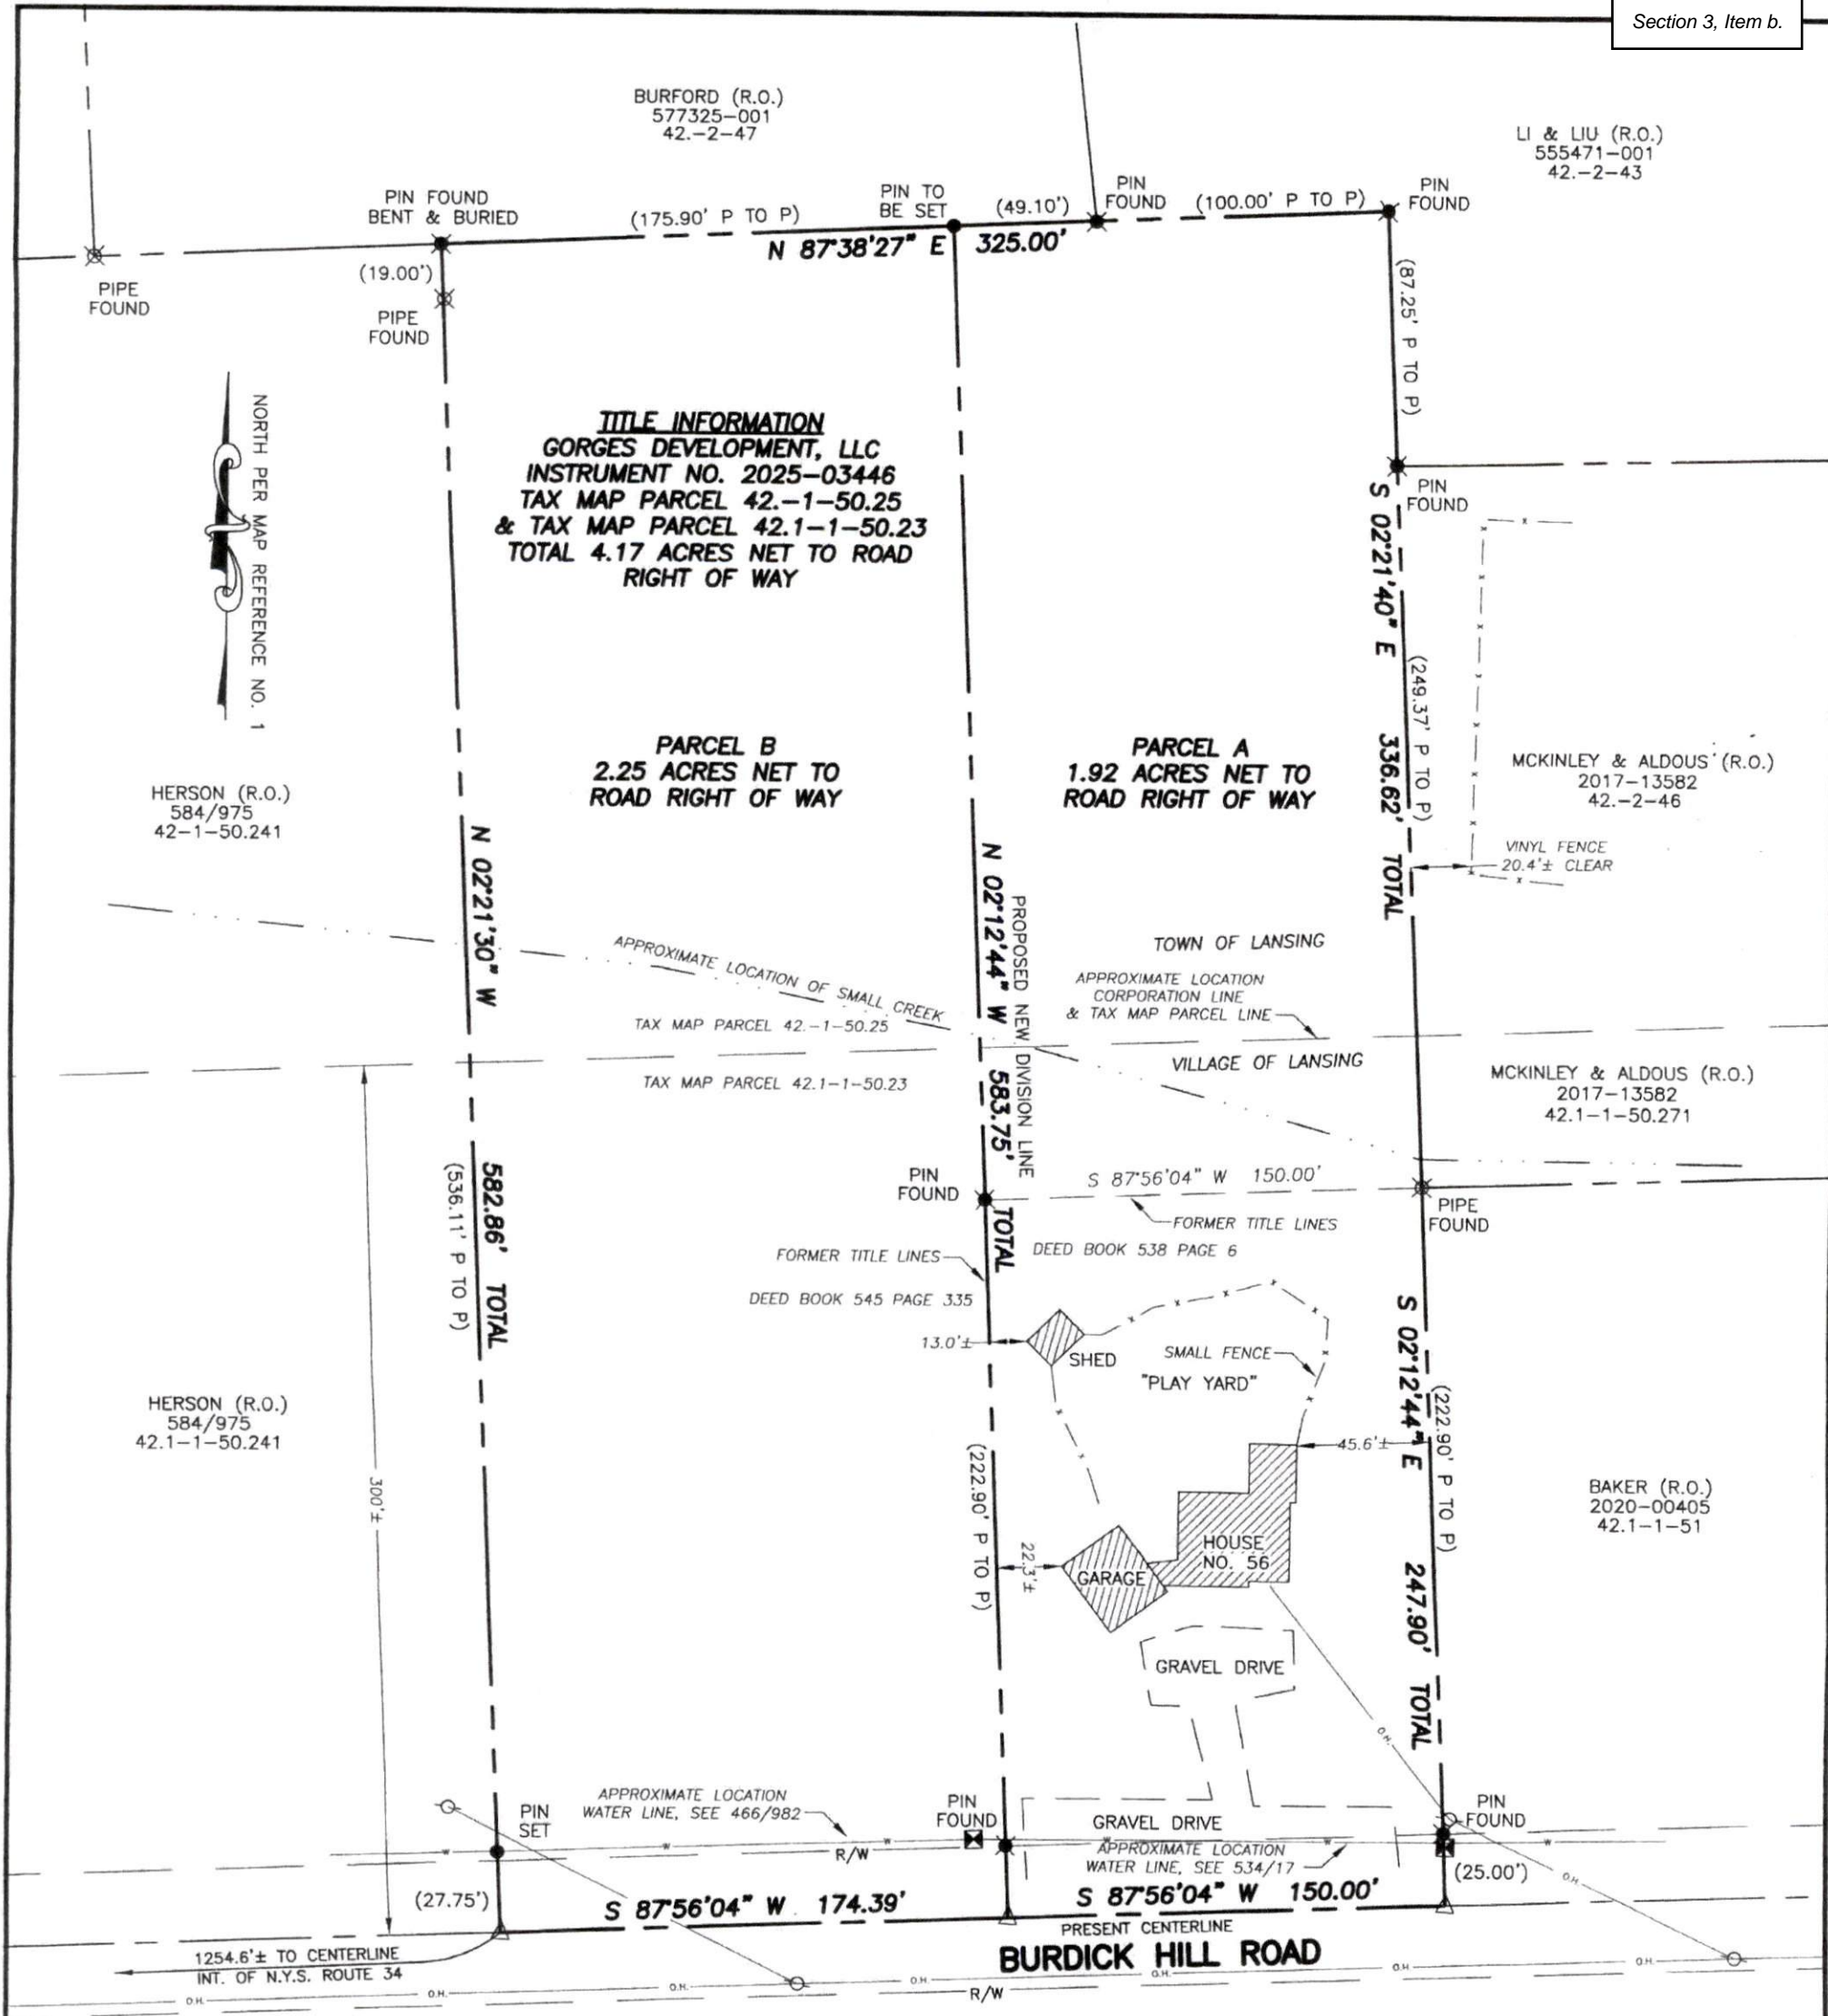 Section 3, Item b.
BURFORD (R.O.)
577325-001
42.-2-47
LI & LIU (R.O.)
555471-001
42.-2-43
PIN FOUND
BENT & BURIED
(175.90' P TO P)
PIN TO
BE SET
(49.10')
PIN
FOUND
(100.00' P TO P)
PIN
FOUND
N 87°38'27" E 325.00'
PIPE
FOUND
(19.00')
PIPE
FOUND
(87.25' P TO P)
PIN
FOUND
NORTH PER MAP REFERENCE NO. 1
TITLE INFORMATION
GORGES DEVELOPMENT, LLC
INSTRUMENT NO. 2025-03446
TAX MAP PARCEL 42.-1-50.25
& TAX MAP PARCEL 42.1-1-50.23
TOTAL 4.17 ACRES NET TO ROAD
RIGHT OF WAY
S 02°21'40" E 336.62' TOTAL
(249.37' P TO P)
PARCEL B
2.25 ACRES NET TO
ROAD RIGHT OF WAY
PARCEL A
1.92 ACRES NET TO
ROAD RIGHT OF WAY
MCKINLEY & ALDOUS (R.O.)
2017-13582
42.-2-46
HERSON (R.O.)
584/975
42-1-50.241
VINYL FENCE
20.4'± CLEAR
N 02°21'30" W 582.86' TOTAL
(536.11' P TO P)
N 02°12'44" W 583.75' TOTAL
PROPOSED NEW DIVISION LINE
APPROXIMATE LOCATION OF SMALL CREEK
TOWN OF LANSING
APPROXIMATE LOCATION
CORPORATION LINE
& TAX MAP PARCEL LINE
TAX MAP PARCEL 42.-1-50.25
TAX MAP PARCEL 42.1-1-50.23
VILLAGE OF LANSING
MCKINLEY & ALDOUS (R.O.)
2017-13582
42.1-1-50.271
PIN
FOUND
S 87°56'04" W 150.00'
PIPE
FOUND
FORMER TITLE LINES
DEED BOOK 538 PAGE 6
FORMER TITLE LINES
DEED BOOK 545 PAGE 335
13.0'±
SHED
SMALL FENCE
"PLAY YARD"
S 02°12'44" E 247.90' TOTAL
(222.90' P TO P)
45.6'±
HERSON (R.O.)
584/975
42.1-1-50.241
300'±
(222.90' P TO P)
22.3'±
GARAGE
HOUSE
NO. 56
BAKER (R.O.)
2020-00405
42.1-1-51
GRAVEL DRIVE
O.H.
PIN
SET
APPROXIMATE LOCATION
WATER LINE, SEE 466/982
PIN
FOUND
GRAVEL DRIVE
PIN
FOUND
W W W W W
R/W
APPROXIMATE LOCATION
WATER LINE, SEE 534/17
(27.75')
S 87°56'04" W 174.39'
S 87°56'04" W 150.00'
(25.00')
O.H.
PRESENT CENTERLINE
BURDICK HILL ROAD
1254.6'± TO CENTERLINE
INT. OF N.Y.S. ROUTE 34
O.H. O.H. O.H. O.H. O.H. O.H. O.H.
R/W